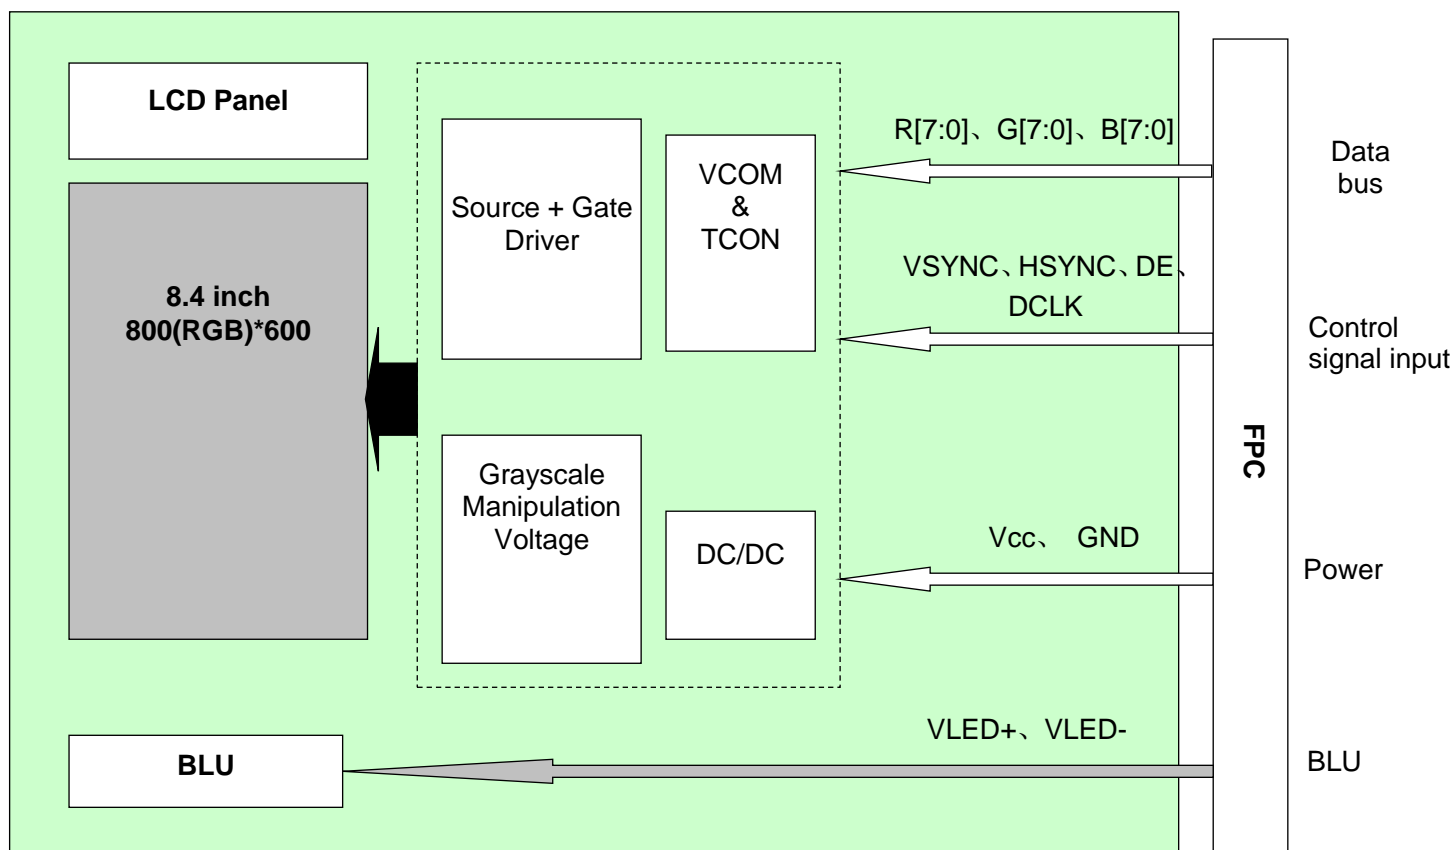 LCD Panel
8.4 inch
800(RGB)*600
Source + Gate
Driver
VCOM
&
TCON
Grayscale
Manipulation
Voltage
DC/DC
R[7:0]、G[7:0]、B[7:0]
VSYNC、HSYNC、DE、
DCLK
Vcc、 GND
VLED+、VLED-
BLU
FPC
Data
bus
Control
signal input
Power
BLU